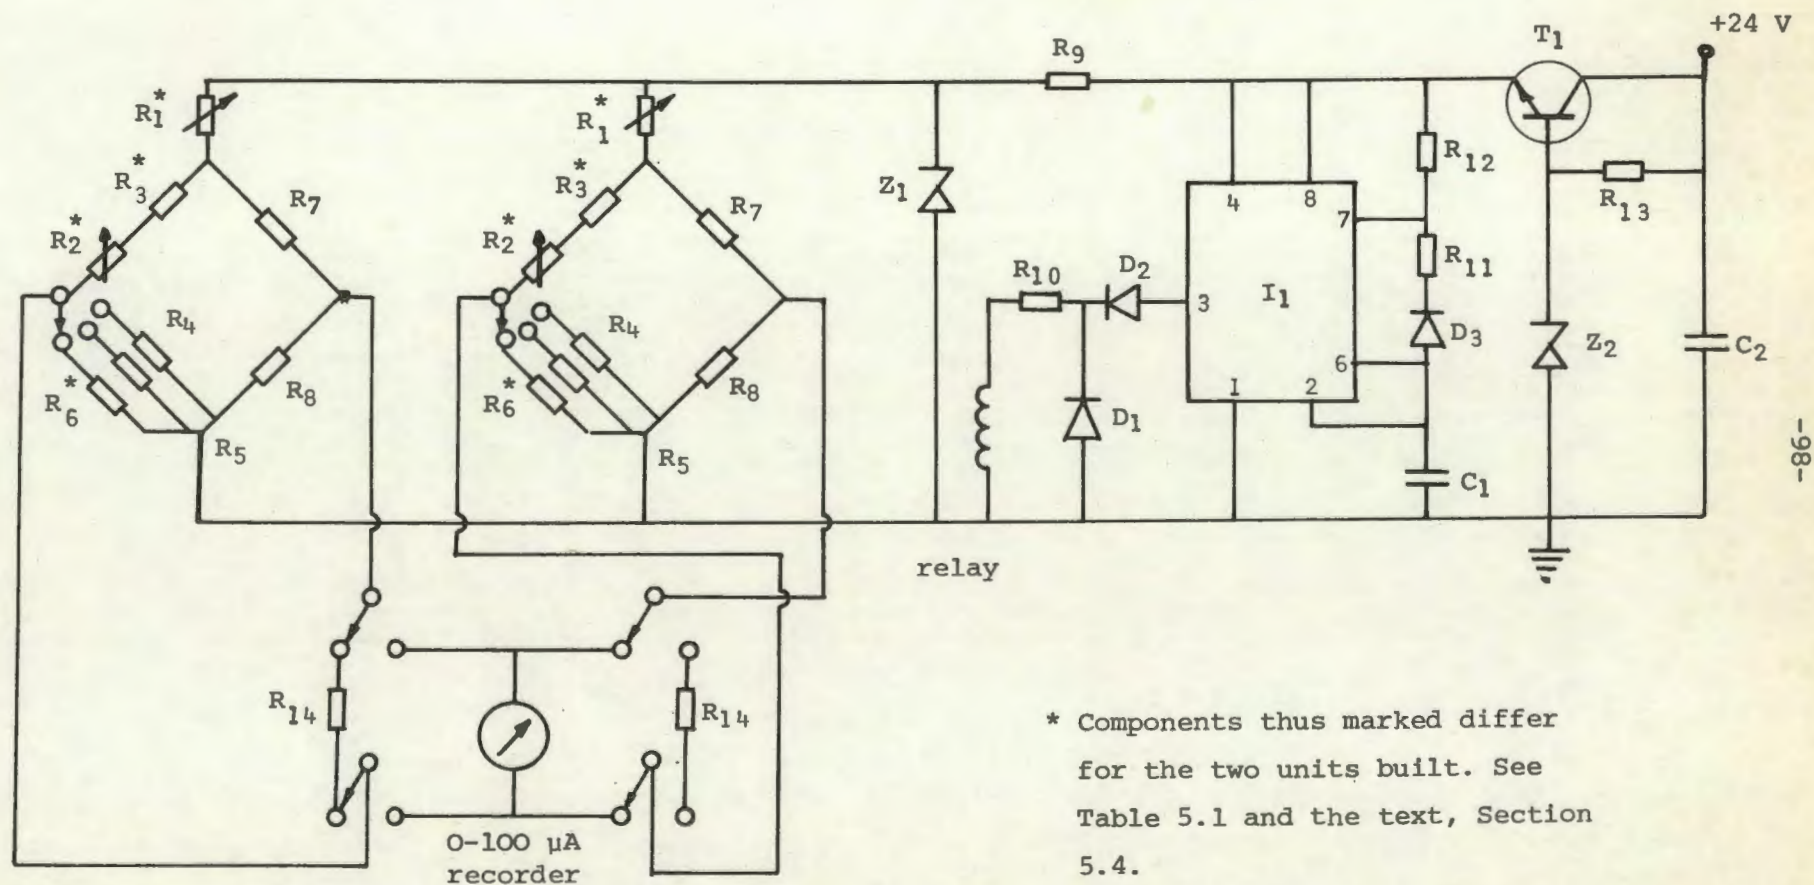 +24 V
T1
R9
R1*
R1*
R3*
R3*
R12
R7
R7
Z1
4
8
7
R13
R2*
R2*
R11
R10
D2
3
I1
D3
R4
R4
6
Z2
C2
R8
R8
1
2
R6*
R6*
D1
R5
R5
C1
-98-
relay
R14
R14
0-100 µA
recorder
* Components thus marked differ
for the two units built. See
Table 5.1 and the text, Section
5.4.